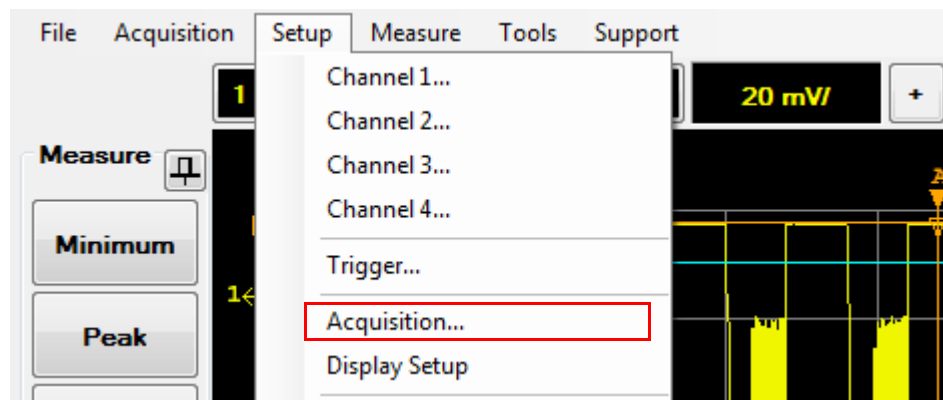 File Acquisition Setup Measure Tools Support
Channel 1...
1
20 mV/ +
Channel 2...
Measure
Channel 3...
Channel 4...
Minimum
Trigger...
1
Acquisition...
Peak
Display Setup